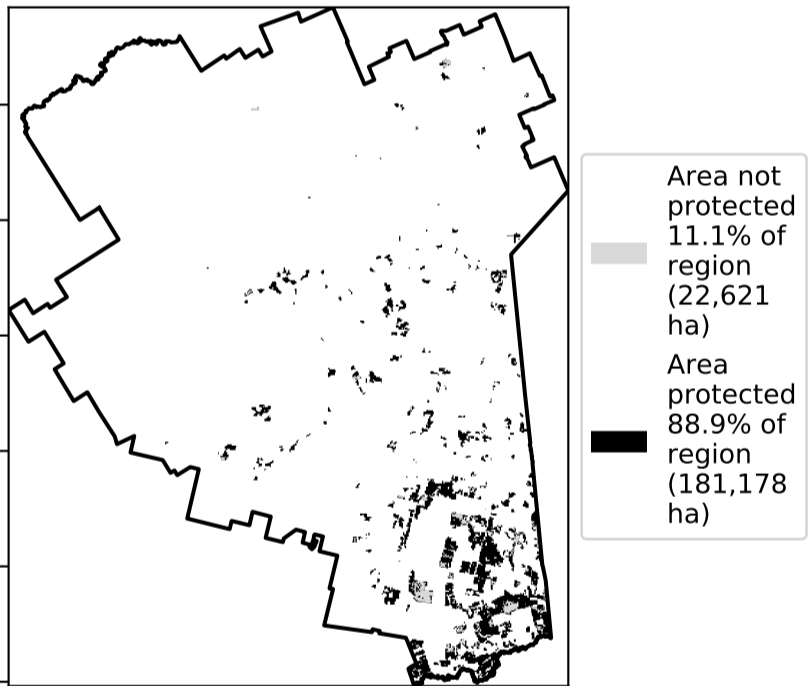 Area not
protected
11.1% of
region
(22,621
ha)
Area
protected
88.9% of
region
(181,178
ha)